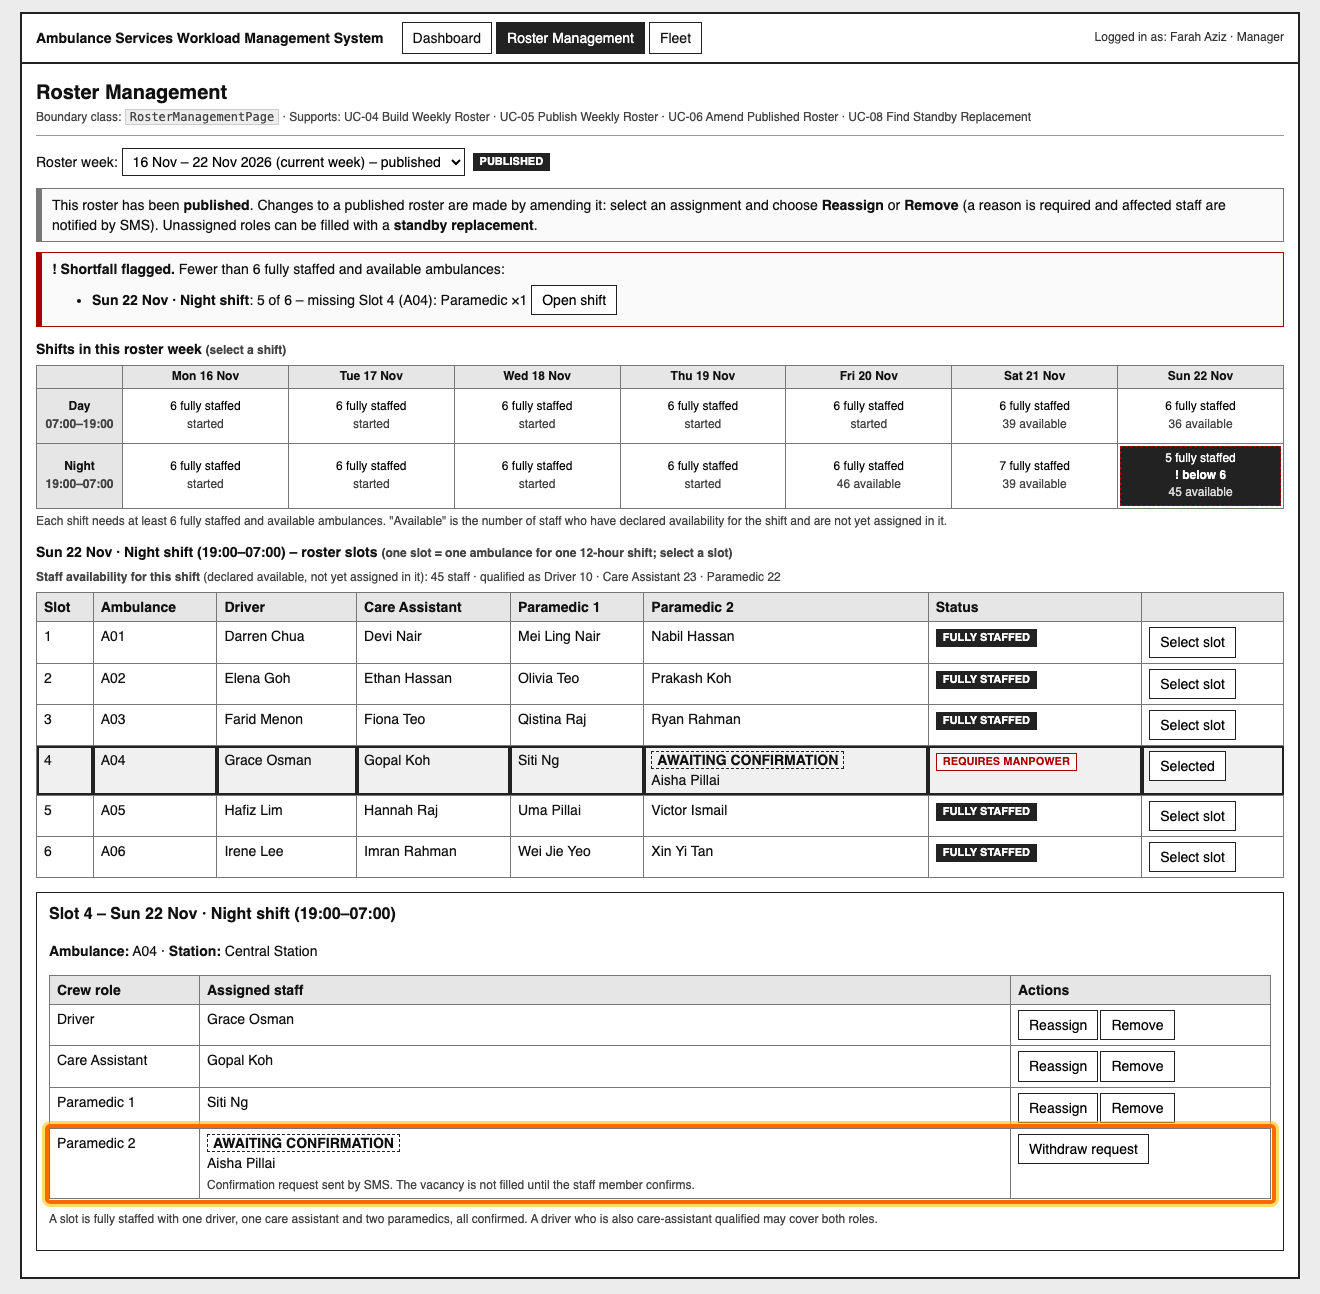 Ambulance Services Workload Management System
Dashboard
Roster Management
Fleet
Logged in as: Farah Aziz · Manager
Roster Management
Boundary class: RosterManagementPage · Supports: UC-04 Build Weekly Roster · UC-05 Publish Weekly Roster · UC-06 Amend Published Roster · UC-08 Find Standby Replacement
Roster week: 16 Nov – 22 Nov 2026 (current week) – published PUBLISHED
This roster has been published. Changes to a published roster are made by amending it: select an assignment and choose Reassign or Remove (a reason is required and affected staff are
notified by SMS). Unassigned roles can be filled with a standby replacement.
! Shortfall flagged. Fewer than 6 fully staffed and available ambulances:
• Sun 22 Nov · Night shift: 5 of 6 – missing Slot 4 (A04): Paramedic ×1 Open shift
Shifts in this roster week (select a shift)
Mon 16 Nov Tue 17 Nov Wed 18 Nov Thu 19 Nov Fri 20 Nov Sat 21 Nov Sun 22 Nov
Day 6 fully staffed 6 fully staffed 6 fully staffed 6 fully staffed 6 fully staffed 6 fully staffed 6 fully staffed
07:00–19:00 started started started started started 39 available 36 available
Night 6 fully staffed 6 fully staffed 6 fully staffed 6 fully staffed 6 fully staffed 7 fully staffed 5 fully staffed
! below 6
19:00–07:00 started started started started 46 available 39 available 45 available
Each shift needs at least 6 fully staffed and available ambulances. "Available" is the number of staff who have declared availability for the shift and are not yet assigned in it.
Sun 22 Nov · Night shift (19:00–07:00) – roster slots (one slot = one ambulance for one 12-hour shift; select a slot)
Staff availability for this shift (declared available, not yet assigned in it): 45 staff · qualified as Driver 10 · Care Assistant 23 · Paramedic 22
Slot Ambulance Driver Care Assistant Paramedic 1 Paramedic 2 Status
1 A01 Darren Chua Devi Nair Mei Ling Nair Nabil Hassan FULLY STAFFED Select slot
2 A02 Elena Goh Ethan Hassan Olivia Teo Prakash Koh FULLY STAFFED Select slot
3 A03 Farid Menon Fiona Teo Qistina Raj Ryan Rahman FULLY STAFFED Select slot
4 A04 Grace Osman Gopal Koh Siti Ng AWAITING CONFIRMATION REQUIRES MANPOWER Selected
Aisha Pillai
5 A05 Hafiz Lim Hannah Raj Uma Pillai Victor Ismail FULLY STAFFED Select slot
6 A06 Irene Lee Imran Rahman Wei Jie Yeo Xin Yi Tan FULLY STAFFED Select slot
Slot 4 – Sun 22 Nov · Night shift (19:00–07:00)
Ambulance: A04 · Station: Central Station
Crew role Assigned staff Actions
Driver Grace Osman Reassign Remove
Care Assistant Gopal Koh Reassign Remove
Paramedic 1 Siti Ng Reassign Remove
Paramedic 2 AWAITING CONFIRMATION Withdraw request
Aisha Pillai
Confirmation request sent by SMS. The vacancy is not filled until the staff member confirms.
A slot is fully staffed with one driver, one care assistant and two paramedics, all confirmed. A driver who is also care-assistant qualified may cover both roles.